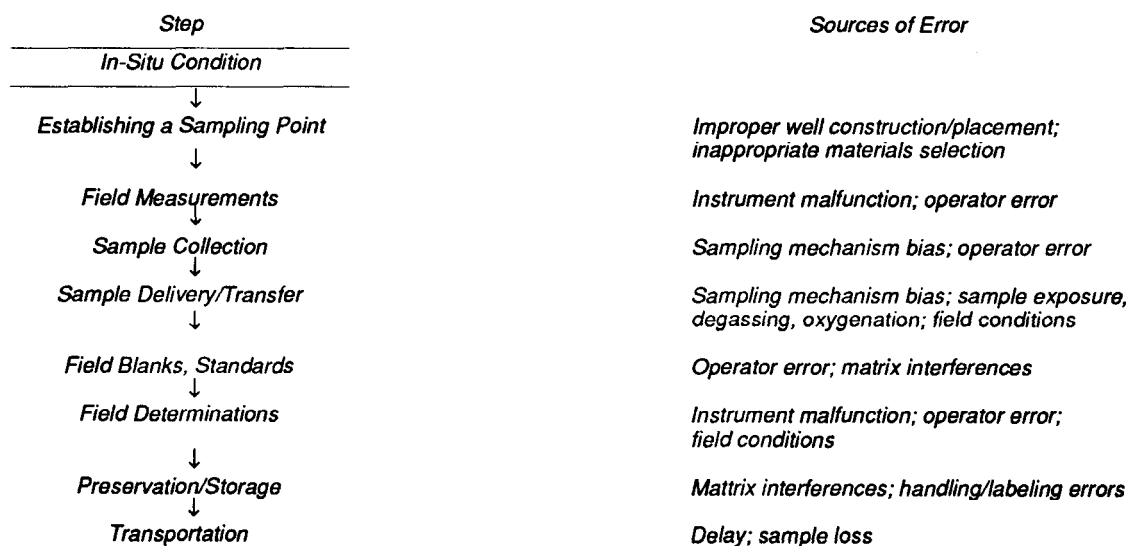 Step
Sources of Error
In-Situ Condition
↓
Establishing a Sampling Point
Improper well construction/placement;
inappropriate materials selection
↓
Field Measurements
Instrument malfunction; operator error
↓
Sample Collection
Sampling mechanism bias; operator error
↓
Sample Delivery/Transfer
Sampling mechanism bias; sample exposure,
degassing, oxygenation; field conditions
↓
Field Blanks, Standards
Operator error; matrix interferences
↓
Field Determinations
Instrument malfunction; operator error;
field conditions
↓
Preservation/Storage
Mattrix interferences; handling/labeling errors
↓
Transportation
Delay; sample loss